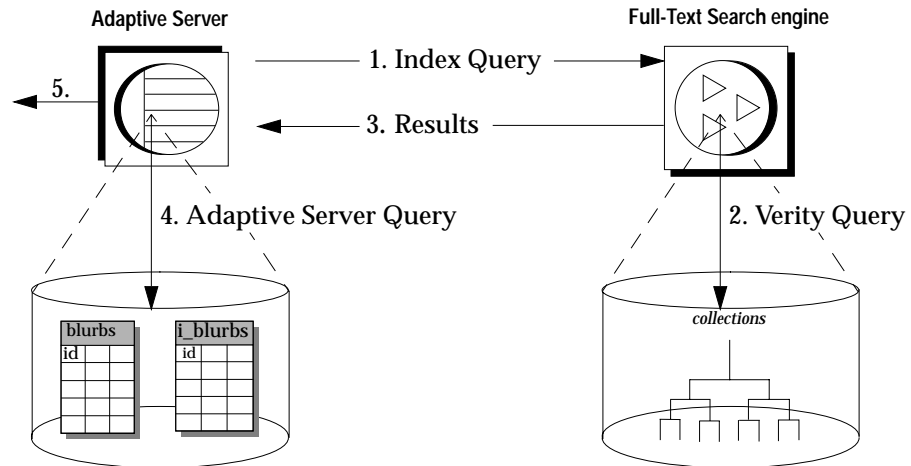 Adaptive Server
Full-Text Search engine
1. Index Query
5.
3. Results
4. Adaptive Server Query
2. Verity Query
collections
blurbs
i_blurbs
id
id